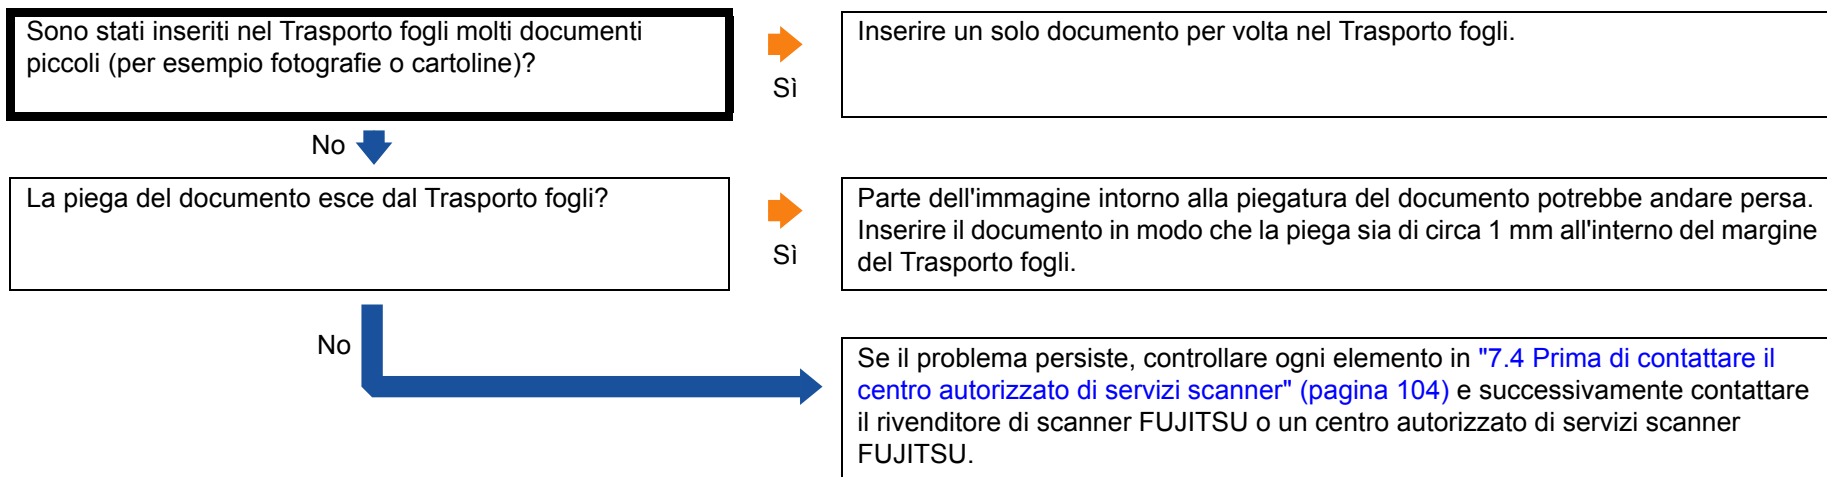 Sono stati inseriti nel Trasporto fogli molti documenti
piccoli (per esempio fotografie o cartoline)?
Sì
Inserire un solo documento per volta nel Trasporto fogli.
No
La piega del documento esce dal Trasporto fogli?
Sì
Parte dell'immagine intorno alla piegatura del documento potrebbe andare persa.
Inserire il documento in modo che la piega sia di circa 1 mm all'interno del margine
del Trasporto fogli.
No
Se il problema persiste, controllare ogni elemento in "7.4 Prima di contattare il
centro autorizzato di servizi scanner" (pagina 104) e successivamente contattare
il rivenditore di scanner FUJITSU o un centro autorizzato di servizi scanner
FUJITSU.